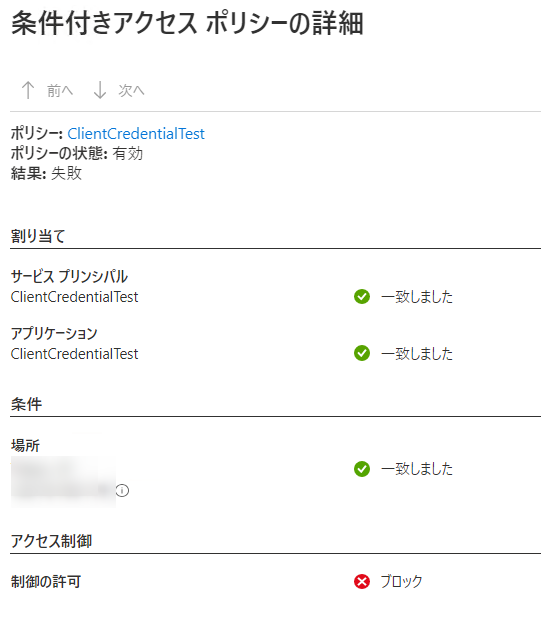 条件付きアクセス ポリシーの詳細
前へ 次へ
ポリシー: ClientCredentialTest
ポリシーの状態: 有効
結果: 失敗
割り当て
サービス プリンシパル
ClientCredentialTest 一致しました
アプリケーション
ClientCredentialTest 一致しました
条件
場所
一致しました
アクセス制御
制御の許可 ブロック